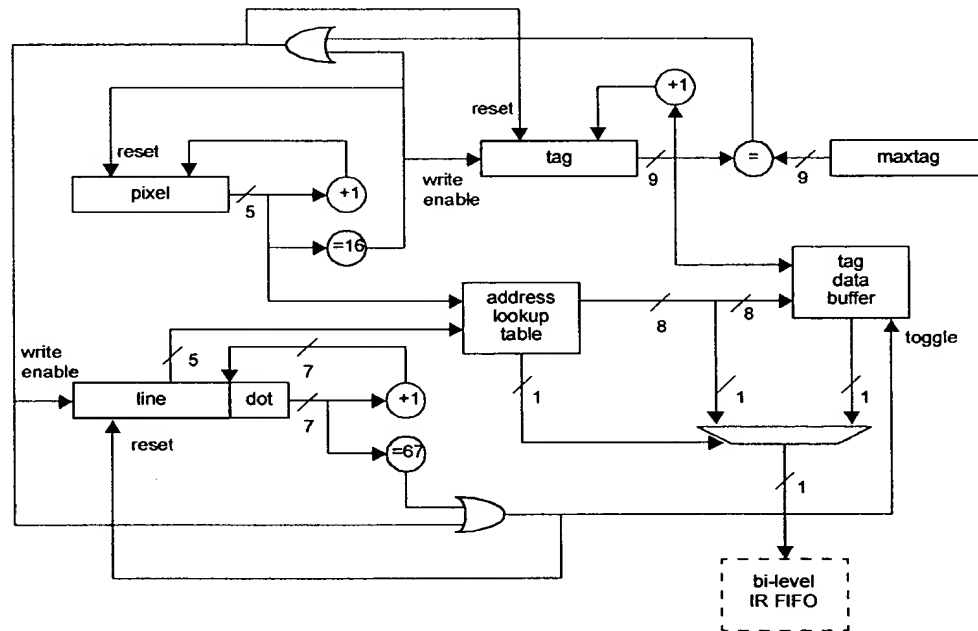 reset
+1
reset
tag
=
maxtag
9
9
write
enable
pixel
5
+1
=16
address
lookup
table
tag
data
buffer
8
8
toggle
write
enable
5
7
line
dot
7
+1
1
1
1
reset
=67
1
bi-level
IR FIFO